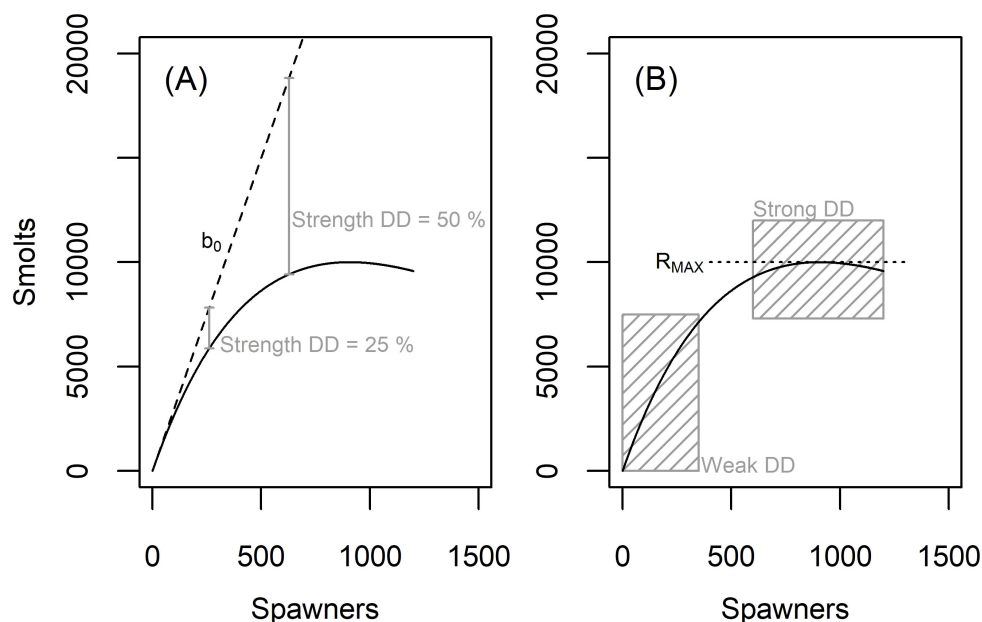 (A)
20000
10000
5000
0
Smolts
b0
Strength DD = 50 %
Strength DD = 25 %
0 500 1000 1500
Spawners
(B)
20000
10000
5000
0
Strong DD
RMAX
Weak DD
0 500 1000 1500
Spawners